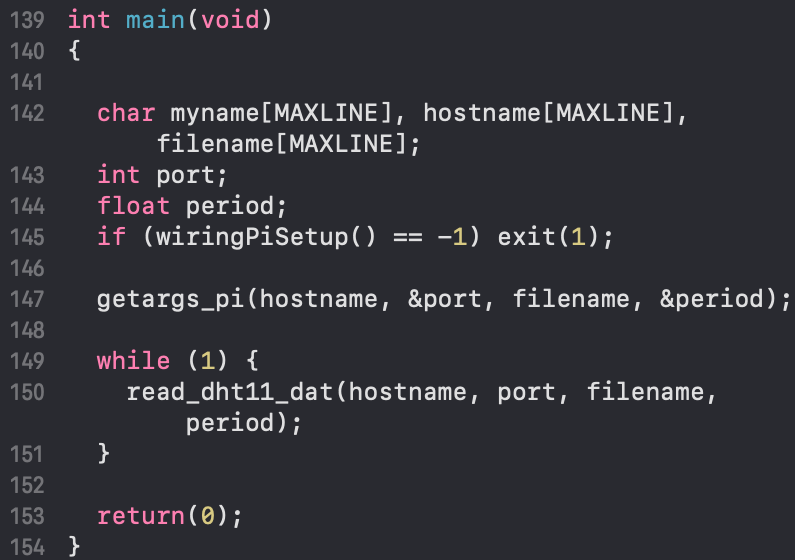 139 int main(void)
140 {
141
142   char myname[MAXLINE], hostname[MAXLINE],
          filename[MAXLINE];
143   int port;
144   float period;
145   if (wiringPiSetup() == -1) exit(1);
146
147   getargs_pi(hostname, &port, filename, &period);
148
149   while (1) {
150     read_dht11_dat(hostname, port, filename,
            period);
151   }
152
153   return(0);
154 }